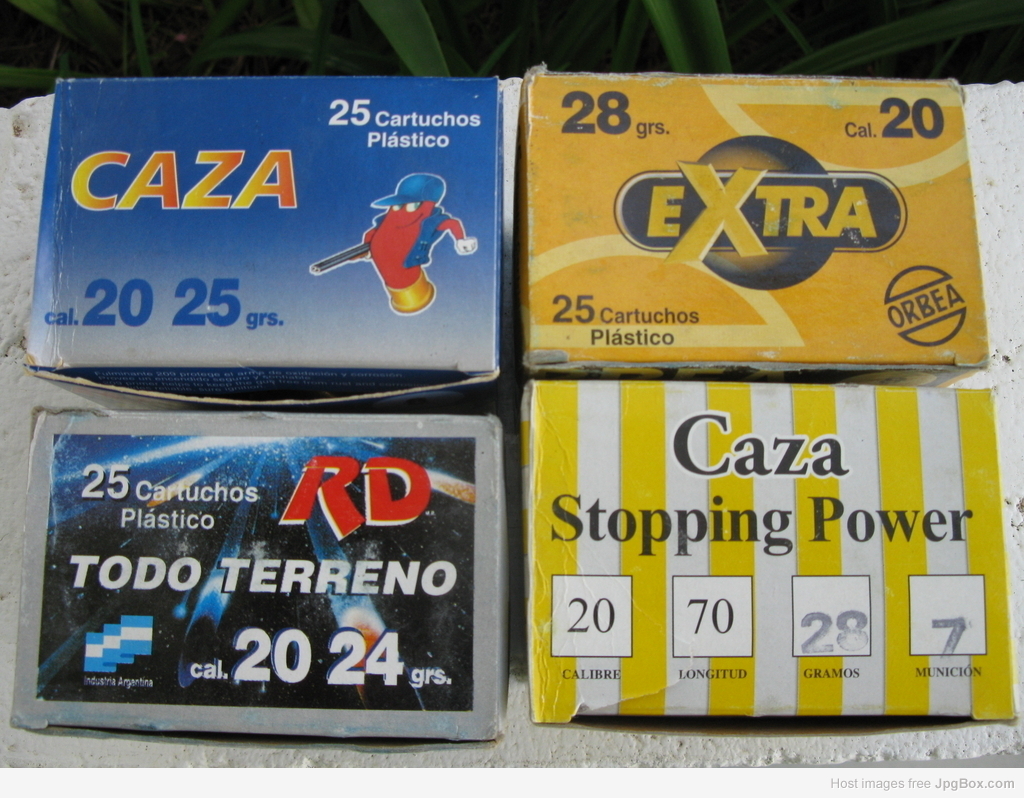 25 Cartuchos
Plástico
CAZA
cal. 20 25 grs.
28 grs.
Cal. 20
EXTRA
25 Cartuchos
Plástico
ORBEA
25 Cartuchos
Plástico
RD
TODO TERRENO
cal. 20 24 grs.
Industria Argentina
Caza
Stopping Power
20 70 28 7
CALIBRE LONGITUD GRAMOS MUNICIÓN
Host images free JpgBox.com